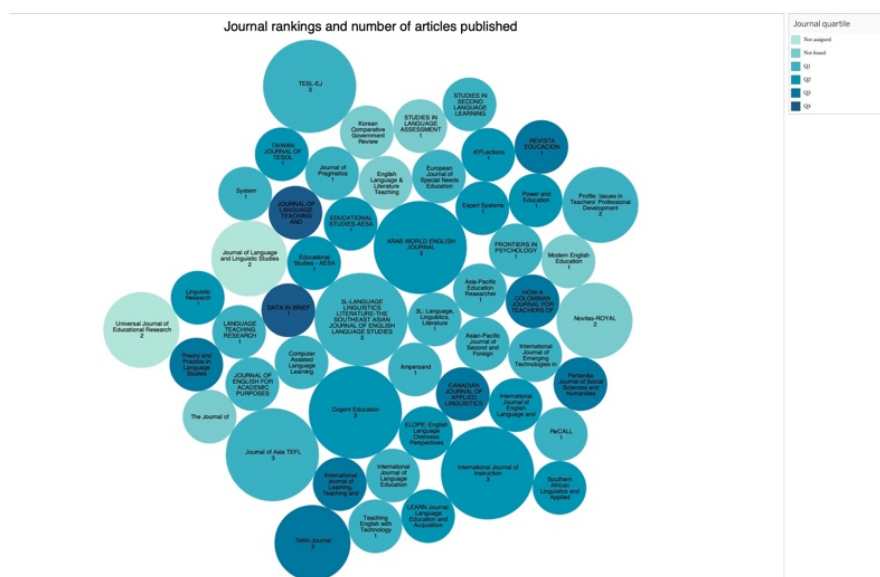 Journal rankings and number of articles published
Journal quartile
Not assigned
Not found
Q1
Q2
Q3
Q4
TESL-EJ
3
STUDIES IN
SECOND
LANGUAGE
LEARNING
Korean
Comparative
Government
Review
STUDIES IN
LANGUAGE
ASSESSMENT
1
TAIWAN
JOURNAL OF
TESOL
1
rEFLections
1
REVISTA
EDUCACION
1
Journal of
Pragmatics
1
English
Language &
Literature
Teaching
European
Journal of
Special Needs
Education
System
1
JOURNAL OF
LANGUAGE
TEACHING
AND
EDUCATIONAL
STUDIES-AESA
1
Expert Systems
1
Power and
Education
1
Profile: Issues in
Teachers' Professional
Development
2
ARAB WORLD ENGLISH
JOURNAL
3
Journal of Language
and Linguistic Studies
2
Educational
Studies - AESA
1
FRONTIERS IN
PSYCHOLOGY
1
Modern English
Education
1
Linguistic
Research
1
DATA IN BRIEF
1
3L-LANGUAGE
LINGUISTICS
LITERATURE-THE
SOUTHEAST ASIAN
JOURNAL OF ENGLISH
LANGUAGE STUDIES
3
Asia-Pacific
Education
Researcher
1
HOW-A
COLOMBIAN
JOURNAL FOR
TEACHERS OF
Universal Journal of
Educational Research
2
LANGUAGE
TEACHING
RESEARCH
1
3L: Language,
Linguistics,
Literature
1
Novitas-ROYAL
2
Asian-Pacific
Journal of
Second and
Foreign
International
Journal of
Emerging
Technologies in
Theory and
Practice in
Language
Studies
Computer
Assisted
Language
Learning
Ampersand
1
JOURNAL OF
ENGLISH FOR
ACADEMIC
PURPOSES
CANADIAN
JOURNAL OF
APPLIED
LINGUISTICS
International
Journal of
English
Language and
Pertanika
Journal of Social
Sciences and
Humanities
The Journal of
Cogent Education
3
ELOPE: English
Language
Overseas
Perspectives
ReCALL
1
Journal of Asia TEFL
3
International
Journal of
Learning,
Teaching and
International
Journal of
Language
Education
International Journal of
Instruction
3
Southern
African
Linguistics and
Applied
Teflin Journal
2
Teaching
English with
Technology
1
LEARN Journal:
Language
Education and
Acquisition